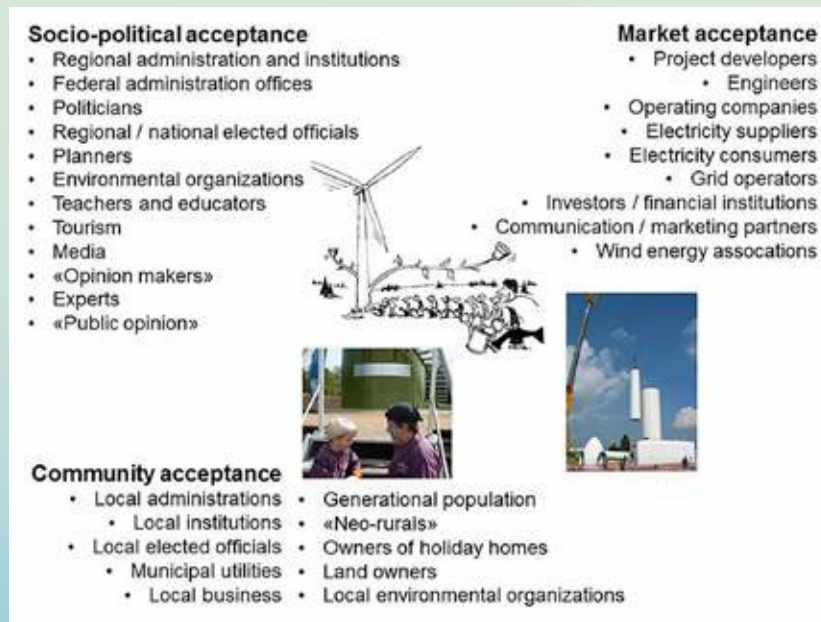 Socio-political acceptance
• Regional administration and institutions
• Federal administration offices
• Politicians
• Regional / national elected officials
• Planners
• Environmental organizations
• Teachers and educators
• Tourism
• Media
• «Opinion makers»
• Experts
• «Public opinion»
Market acceptance
• Project developers
• Engineers
• Operating companies
• Electricity suppliers
• Electricity consumers
• Grid operators
• Investors / financial institutions
• Communication / marketing partners
• Wind energy assocations
Community acceptance
• Local administrations
• Local institutions
• Local elected officials
• Municipal utilities
• Local business
• Generational population
• «Neo-rurals»
• Owners of holiday homes
• Land owners
• Local environmental organizations